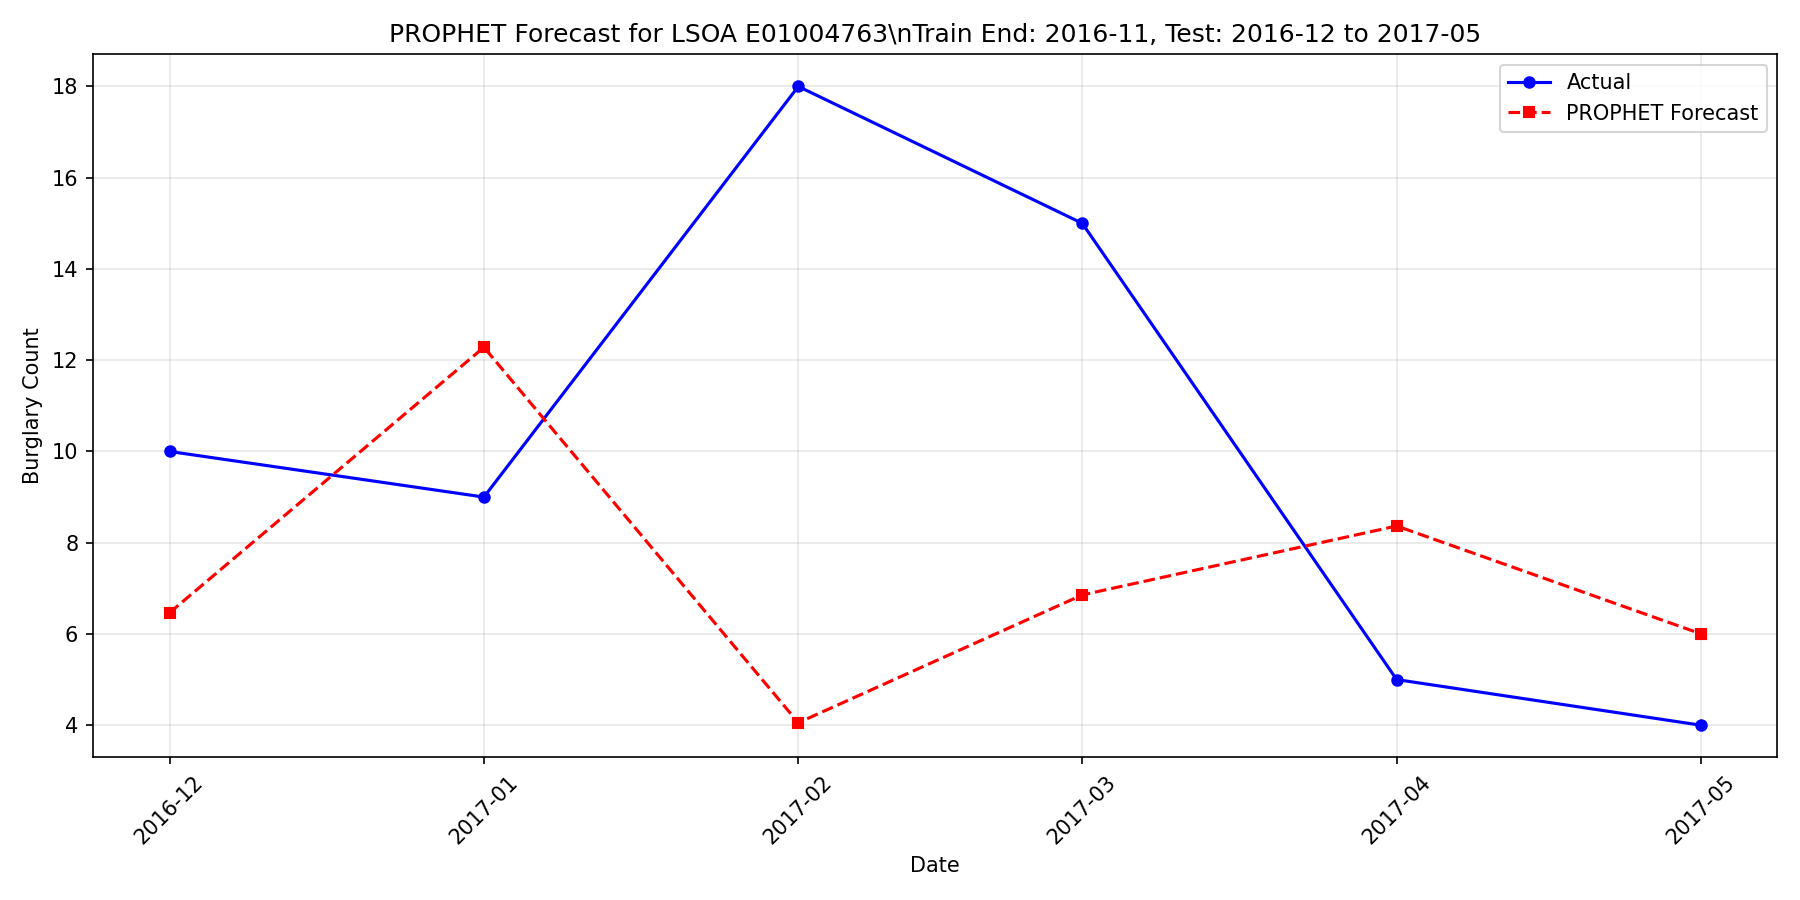 PROPHET Forecast for LSOA E01004763\nTrain End: 2016-11, Test: 2016-12 to 2017-05
Actual
PROPHET Forecast
Burglary Count
18
16
14
12
10
8
6
4
2016-12
2017-01
2017-02
2017-03
2017-04
2017-05
Date